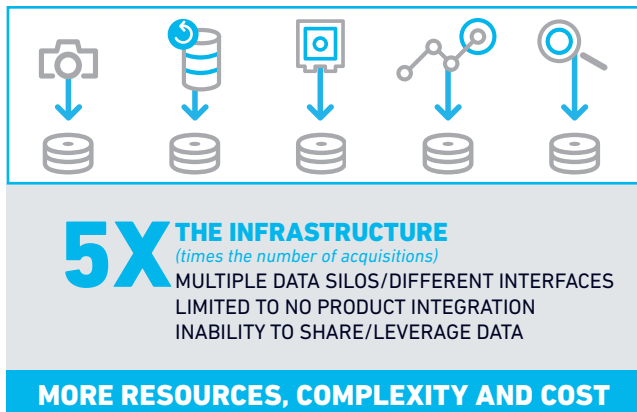 5X THE INFRASTRUCTURE
(times the number of acquisitions)
MULTIPLE DATA SILOS/DIFFERENT INTERFACES
LIMITED TO NO PRODUCT INTEGRATION
INABILITY TO SHARE/LEVERAGE DATA
MORE RESOURCES, COMPLEXITY AND COST